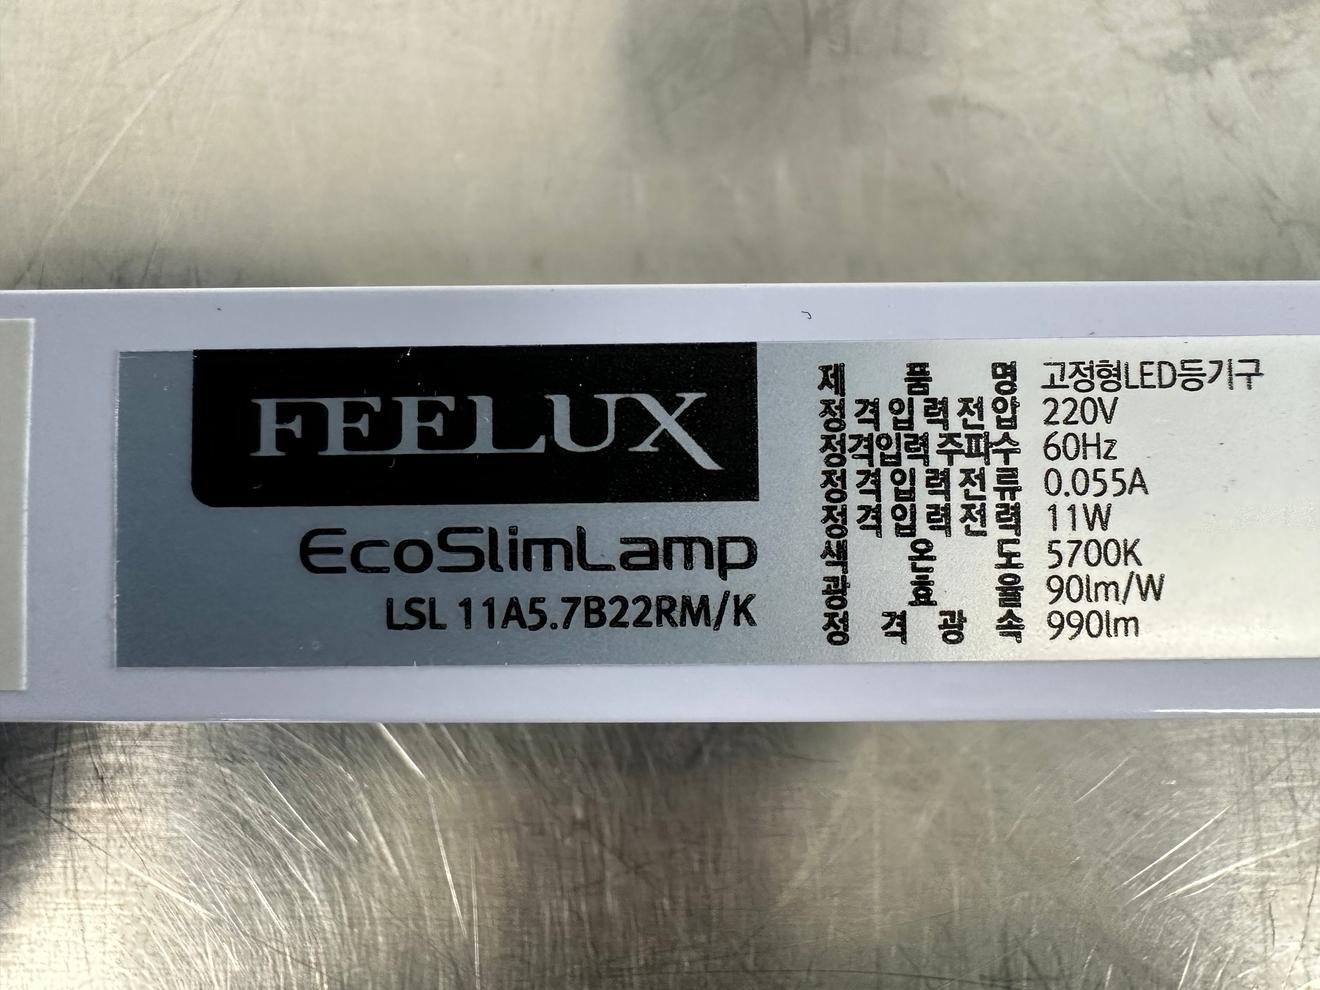 FEELUX
EcoSlimLamp
LSL 11A5.7B22RM/K
제품명 고정형LED등기구
정격입력전압 220V
정격입력주파수 60Hz
정격입력전류 0.055A
정격입력전력 11W
색온도 5700K
광효율 90lm/W
정격광속 990lm